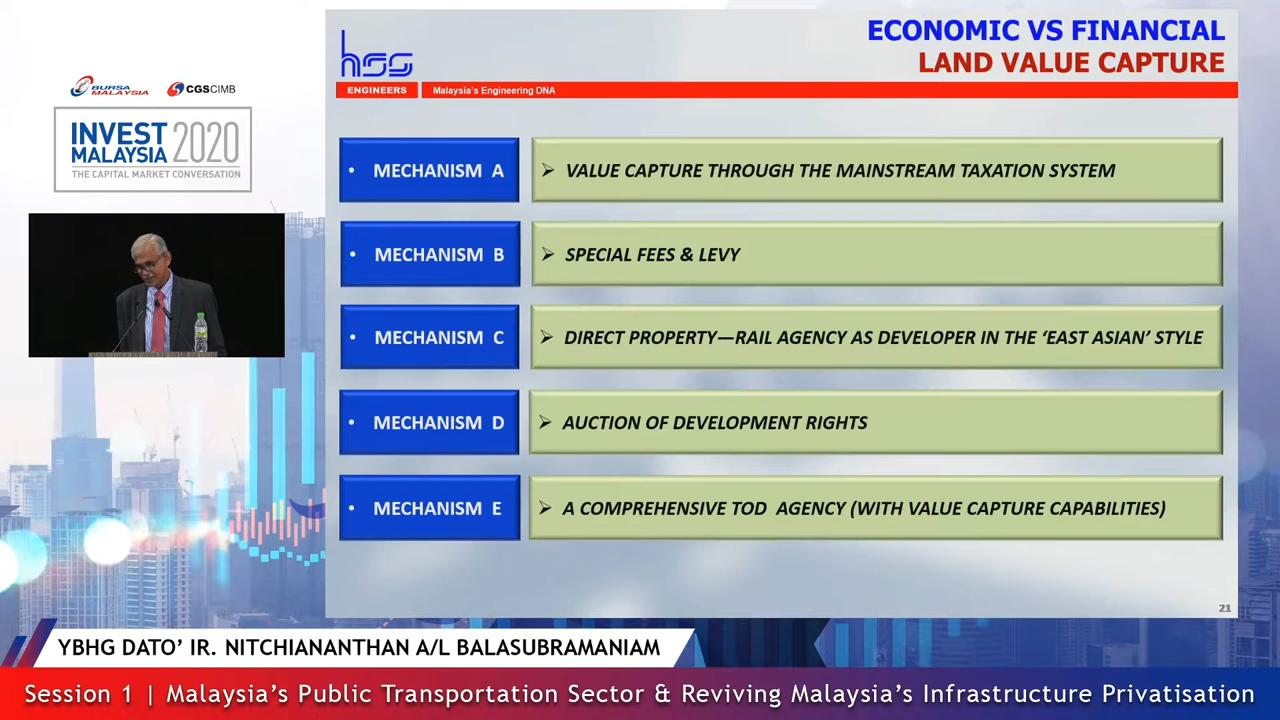 BURSA
MALAYSIA
CGS CIMB
INVEST
MALAYSIA 2020
THE CAPITAL MARKET CONVERSATION
hss
ENGINEERS
Malaysia's Engineering DNA
ECONOMIC VS FINANCIAL
LAND VALUE CAPTURE
• MECHANISM A
➢ VALUE CAPTURE THROUGH THE MAINSTREAM TAXATION SYSTEM
• MECHANISM B
➢ SPECIAL FEES & LEVY
• MECHANISM C
➢ DIRECT PROPERTY—RAIL AGENCY AS DEVELOPER IN THE ‘EAST ASIAN’ STYLE
• MECHANISM D
➢ AUCTION OF DEVELOPMENT RIGHTS
• MECHANISM E
➢ A COMPREHENSIVE TOD AGENCY (WITH VALUE CAPTURE CAPABILITIES)
21
YBHG DATO’ IR. NITCHIANANTHAN A/L BALASUBRAMANIAM
Session 1 | Malaysia’s Public Transportation Sector & Reviving Malaysia’s Infrastructure Privatisation